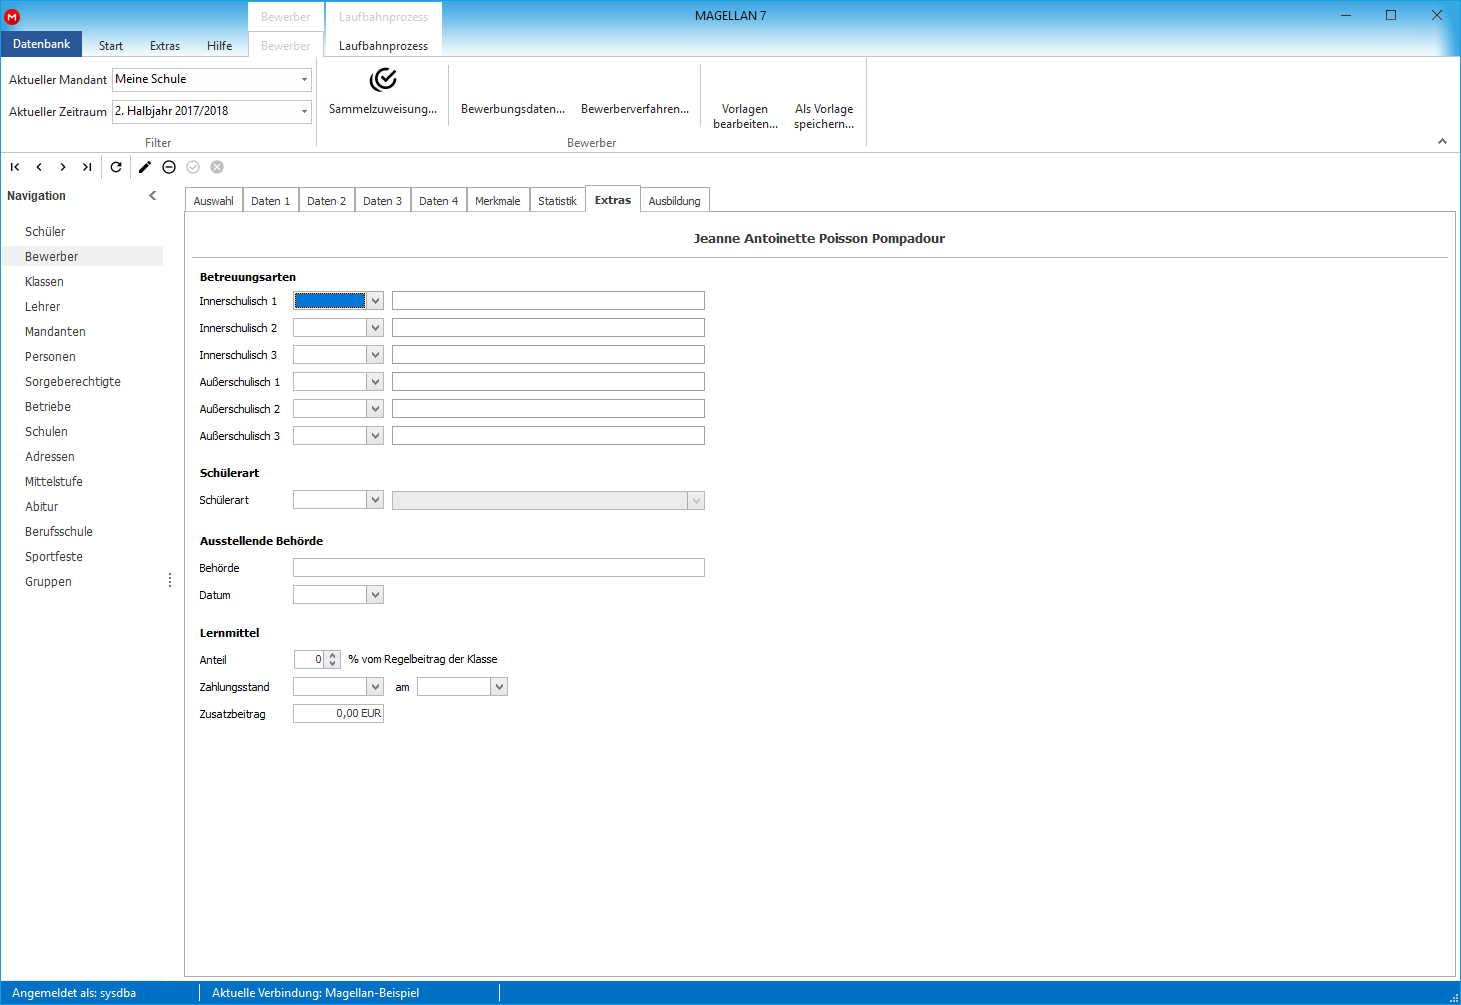 MAGELLAN 7
Bewerber
Laufbahnprozess
Datenbank Start Extras Hilfe Bewerber Laufbahnprozess
Aktueller Mandant Meine Schule
Aktueller Zeitraum 2. Halbjahr 2017/2018
Filter
Sammelzuweisung...
Bewerbungsdaten...
Bewerberverfahren...
Vorlagen
bearbeiten...
Als Vorlage
speichern...
Bewerber
Navigation
Schüler
Bewerber
Klassen
Lehrer
Mandanten
Personen
Sorgeberechtigte
Betriebe
Schulen
Adressen
Mittelstufe
Abitur
Berufsschule
Sportfeste
Gruppen
Auswahl Daten 1 Daten 2 Daten 3 Daten 4 Merkmale Statistik Extras Ausbildung
Jeanne Antoinette Poisson Pompadour
Betreuungsarten
Innerschulisch 1
Innerschulisch 2
Innerschulisch 3
Außerschulisch 1
Außerschulisch 2
Außerschulisch 3
Schülerart
Schülerart
Ausstellende Behörde
Behörde
Datum
Lernmittel
Anteil 0 % vom Regelbeitrag der Klasse
Zahlungsstand am
Zusatzbeitrag 0,00 EUR
Angemeldet als: sysdba
Aktuelle Verbindung: Magellan-Beispiel